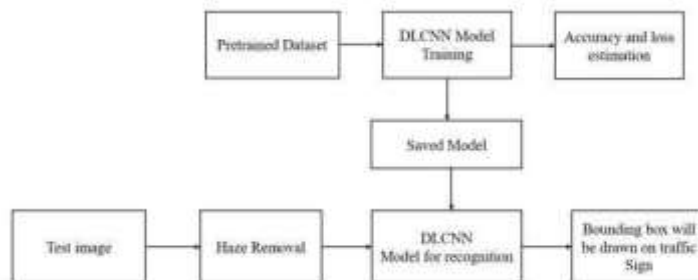 Pretrained Dataset
DLCNN Model
Training
Accuracy and loss
estimation
Saved Model
Test image
Haze Removal
DLCNN
Model for recognition
Bounding box will
be drawn on traffic
Sign